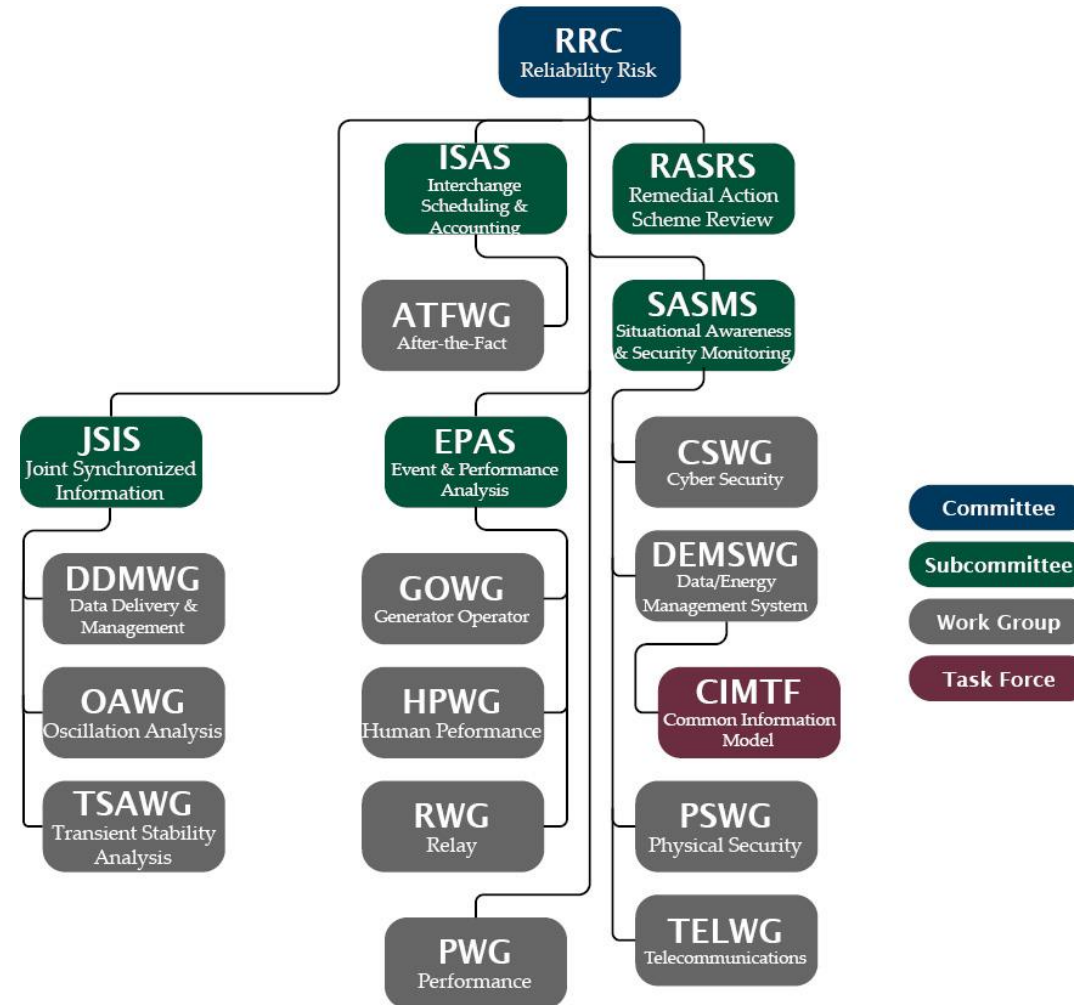 RRC
Reliability Risk
ISAS
Interchange
Scheduling &
Accounting
RASRS
Remedial Action
Scheme Review
ATFWG
After-the-Fact
SASMS
Situational Awareness
& Security Monitoring
JSIS
Joint Synchronized
Information
EPAS
Event & Performance
Analysis
CSWG
Cyber Security
DDMWG
Data Delivery &
Management
GOWG
Generator Operator
DEMSWG
Data/Energy
Management System
OAWG
Oscillation Analysis
HPWG
Human Peformance
CIMTF
Common Information
Model
TSAWG
Transient Stability
Analysis
RWG
Relay
PSWG
Physical Security
PWG
Performance
TELWG
Telecommunications
Committee
Subcommittee
Work Group
Task Force